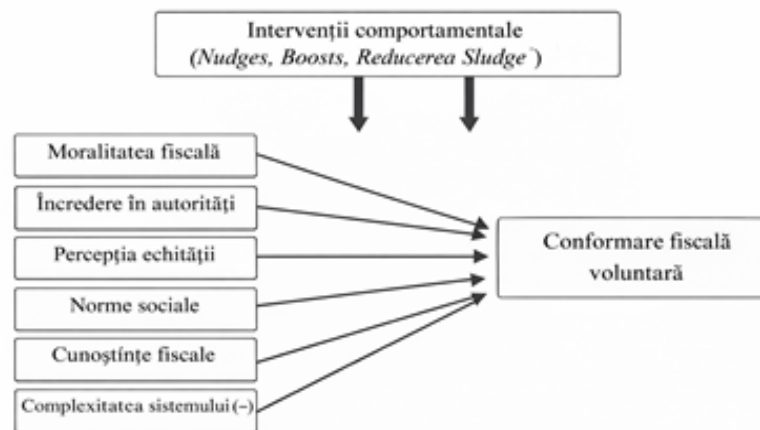 Intervenții comportamentale
(Nudges, Boosts, Reducerea Sludge)
Moralitatea fiscală
Încredere în autorități
Percepția echității
Norme sociale
Cunoștințe fiscale
Complexitatea sistemului (–)
Conformare fiscală
voluntară